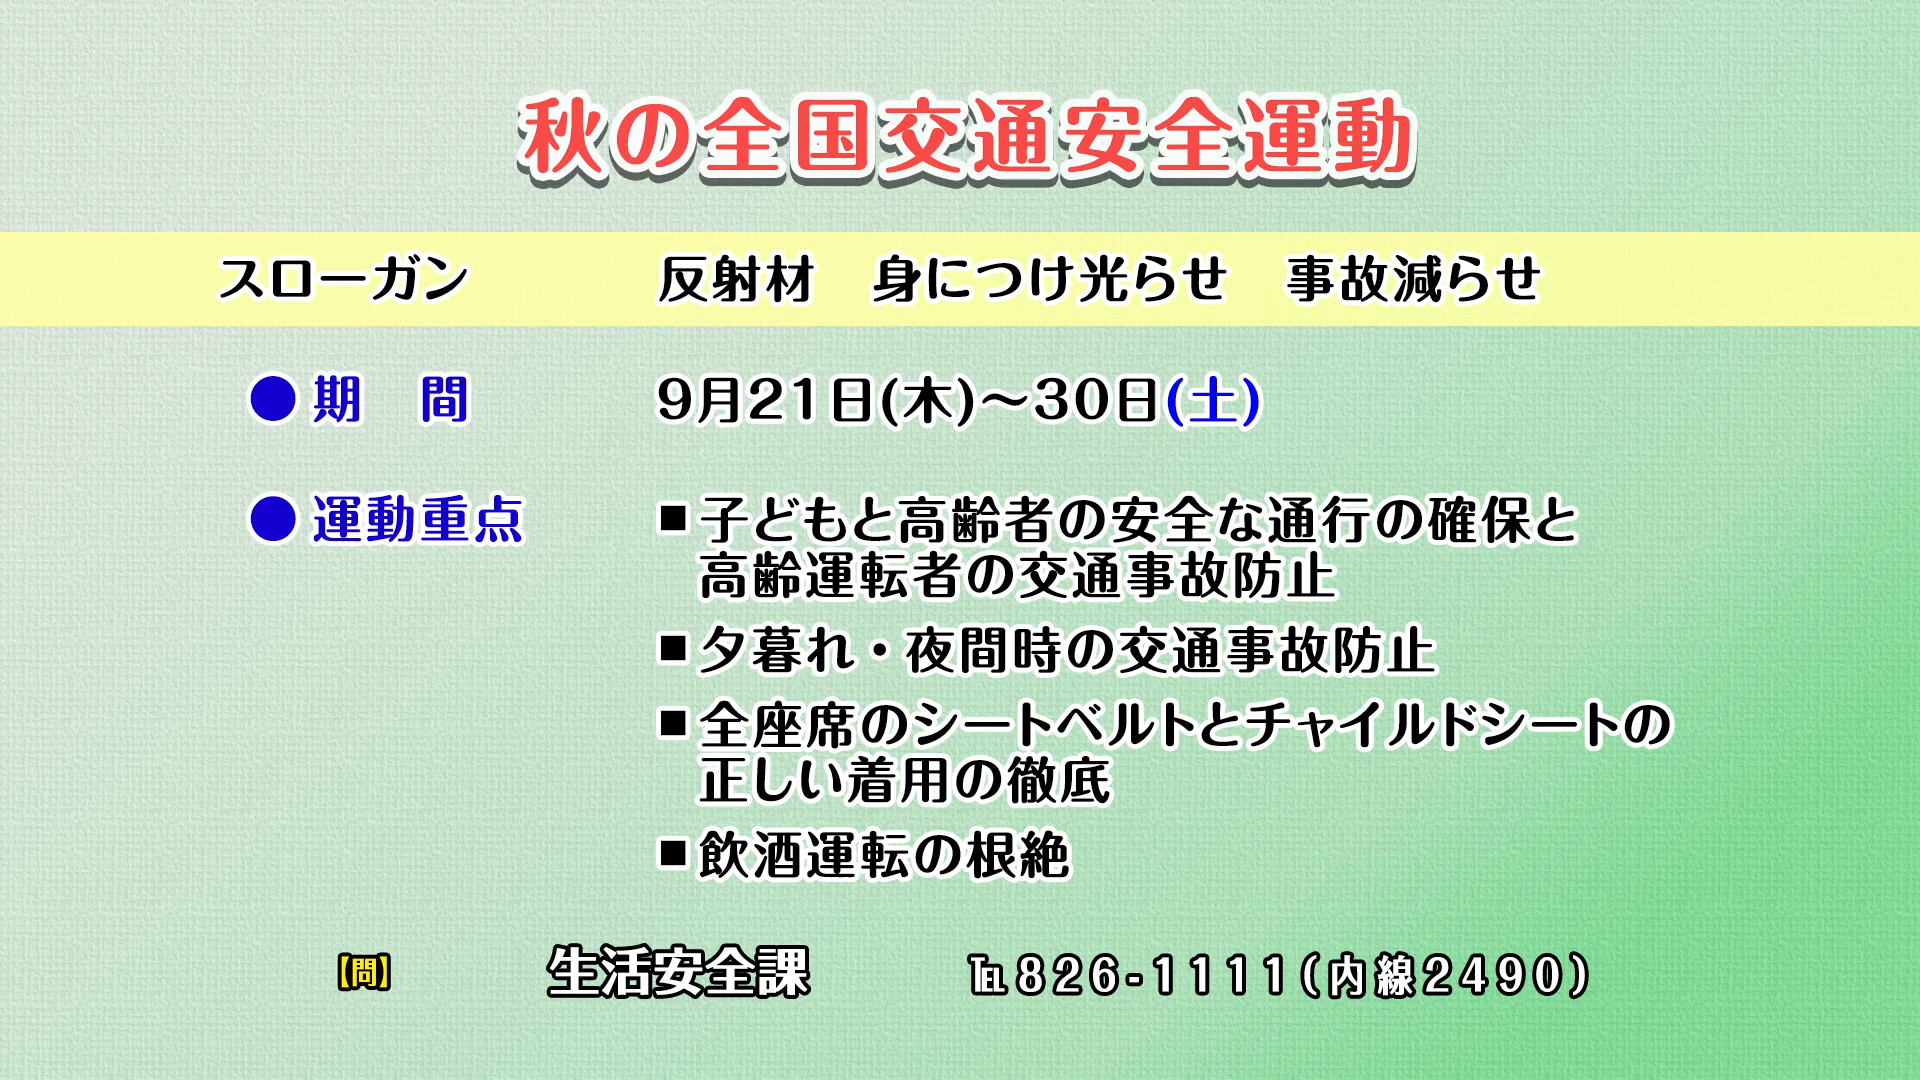 秋の全国交通安全運動
スローガン　反射材　身につけ光らせ　事故減らせ
●期　間　9月21日(木)～30日(土)
●運動重点　■子どもと高齢者の安全な通行の確保と
高齢運転者の交通事故防止
■夕暮れ・夜間時の交通事故防止
■全座席のシートベルトとチャイルドシートの
正しい着用の徹底
■飲酒運転の根絶
【問】　生活安全課　℡826-1111(内線2490)